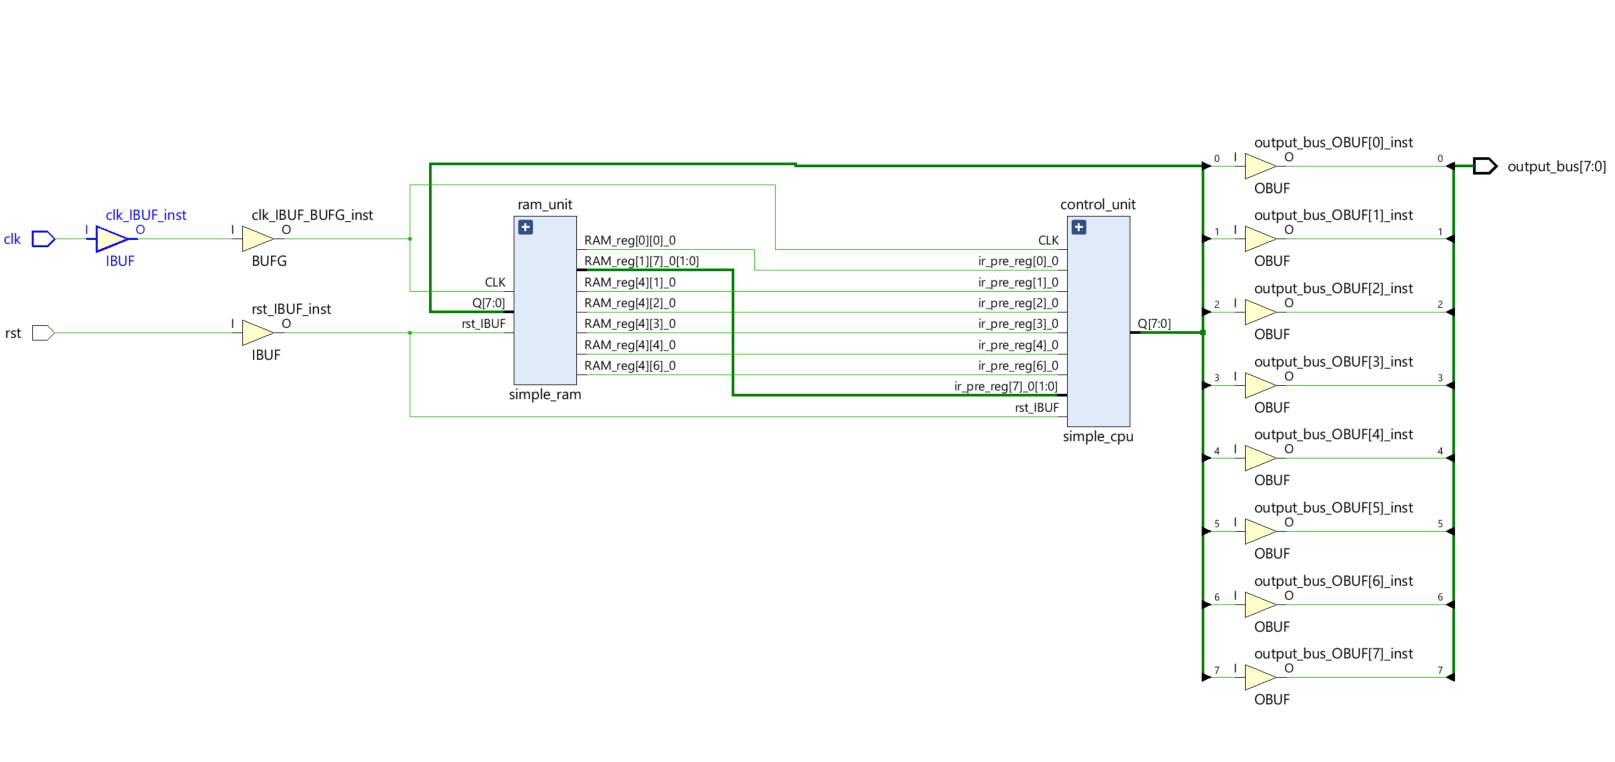 clk
I
clk_IBUF_inst
O
IBUF
I
clk_IBUF_BUFG_inst
O
BUFG
rst
I
rst_IBUF_inst
O
IBUF
ram_unit
CLK
Q[7:0]
rst_IBUF
RAM_reg[0][0]_0
RAM_reg[1][7]_0[1:0]
RAM_reg[4][1]_0
RAM_reg[4][2]_0
RAM_reg[4][3]_0
RAM_reg[4][4]_0
RAM_reg[4][6]_0
simple_ram
control_unit
CLK
ir_pre_reg[0]_0
ir_pre_reg[1]_0
ir_pre_reg[2]_0
ir_pre_reg[3]_0
ir_pre_reg[4]_0
ir_pre_reg[6]_0
ir_pre_reg[7]_0[1:0]
rst_IBUF
Q[7:0]
simple_cpu
output_bus_OBUF[0]_inst
0 I O 0
OBUF
output_bus[7:0]
output_bus_OBUF[1]_inst
1 I O 1
OBUF
output_bus_OBUF[2]_inst
2 I O 2
OBUF
output_bus_OBUF[3]_inst
3 I O 3
OBUF
output_bus_OBUF[4]_inst
4 I O 4
OBUF
output_bus_OBUF[5]_inst
5 I O 5
OBUF
output_bus_OBUF[6]_inst
6 I O 6
OBUF
output_bus_OBUF[7]_inst
7 I O 7
OBUF